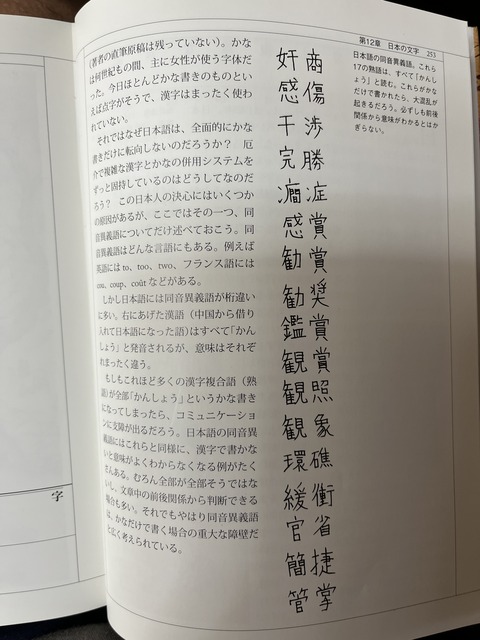 第12章 日本の文字 253
(著者の直筆原稿は残っていない)。かな
は何世紀もの間、主に女性が使う字体だ
った。今日ほとんどかな書きのものとい
えば点字がそうで、漢字はまったく使わ
れていない。
それではなぜ日本語は、全面的にかな
書きだけに転向しないのだろうか? 厄
介で複雑な漢字とかなの併用システムを
ずっと固持しているのはどうしてなのだ
ろう? この日本人の決心にはいくつか
の原因があるが、ここではその一つ、同
音異義語についてだけ述べておこう。同
音異義語はどんな言語にもある。例えば
英語には to、too、two、フランス語には
cou、coup、coût などがある。
しかし日本語には同音異義語が桁違い
に多い。右にあげた漢語(中国から借り
入れて日本語になった語)はすべて「かん
しょう」と発音されるが、意味はそれぞ
れまったく違う。
もしもこれほど多くの漢字複合語(熟
語)が全部「かんしょう」というかな書き
になってしまったら、コミュニケーショ
ンに支障が出るだろう。日本語の同音異
義語にはこれらと同様に、漢字で書かな
いと意味がよくわからなくなる例がたく
さんある。むろん全部が全部そうではな
いし、文章中の前後関係から判断できる
場合も多い。それでもやはり同音異義語
は、かなだけで書く場合の重大な障壁だ
と広く考えられている。
奸商
感傷
干渉
完勝
癇症
感賞
勧賞
勧奨
鑑賞
観賞
観照
観象
環礁
緩衝
官省
簡捷
管掌
日本語の同音異義語。これら
17の熟語は、すべて「かんし
ょう」と読む。これらがかな
だけで書かれたら、大混乱が
起きるだろう。必ずしも前後
関係から意味がわかるとはか
ぎらない。
字